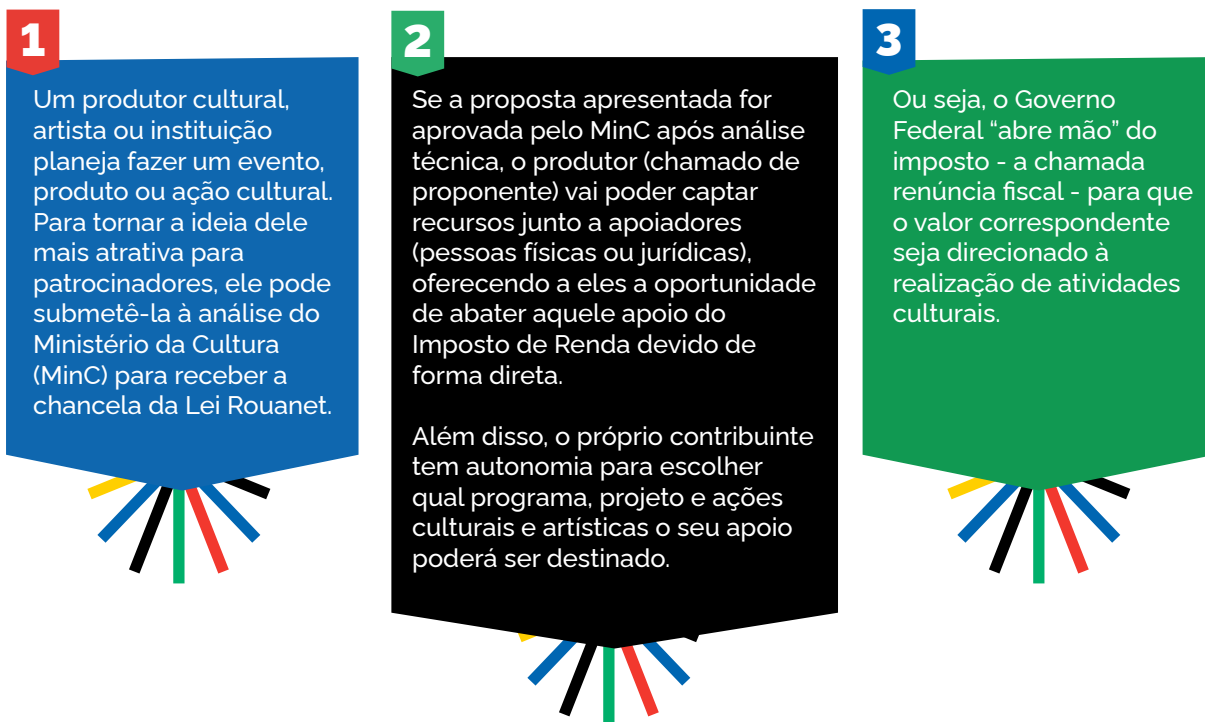 1
Um produtor cultural,
artista ou instituição
planeja fazer um evento,
produto ou ação cultural.
Para tornar a ideia dele
mais atrativa para
patrocinadores, ele pode
submetê-la à análise do
Ministério da Cultura
(MinC) para receber a
chancela da Lei Rouanet.
2
Se a proposta apresentada for
aprovada pelo MinC após análise
técnica, o produtor (chamado de
proponente) vai poder captar
recursos junto a apoiadores
(pessoas físicas ou jurídicas),
oferecendo a eles a oportunidade
de abater aquele apoio do
Imposto de Renda devido de
forma direta.
Além disso, o próprio contribuinte
tem autonomia para escolher
qual programa, projeto e ações
culturais e artísticas o seu apoio
poderá ser destinado.
3
Ou seja, o Governo
Federal “abre mão” do
imposto - a chamada
renúncia fiscal - para que
o valor correspondente
seja direcionado à
realização de atividades
culturais.